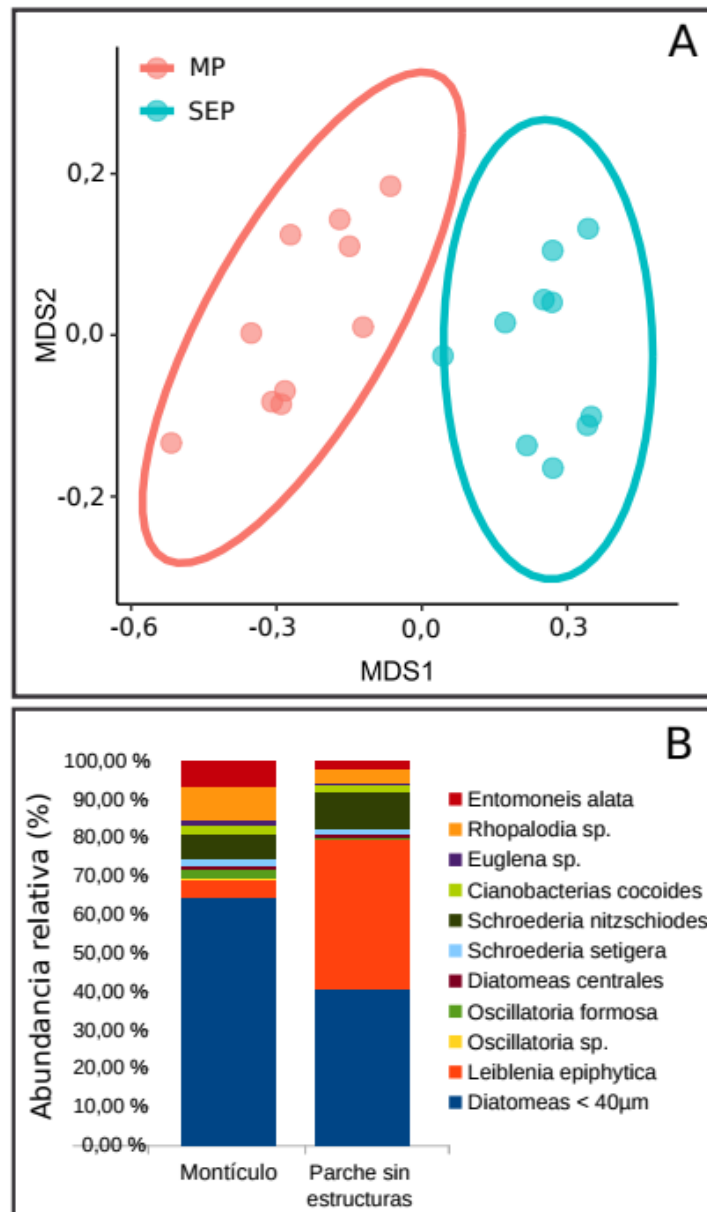 A
MP
SEP
0,2
0,0
-0,2
MDS2
-0,6
-0,3
0,0
0,3
MDS1
B
Abundancia relativa (%)
100,00 %
90,00 %
80,00 %
70,00 %
60,00 %
50,00 %
40,00 %
30,00 %
20,00 %
10,00 %
0,00 %
Montículo
Parche sin
estructuras
Entomoneis alata
Rhopalodia sp.
Euglena sp.
Cianobacterias cocoides
Schroederia nitzschiodes
Schroederia setigera
Diatomeas centrales
Oscillatoria formosa
Oscillatoria sp.
Leiblenia epiphytica
Diatomeas < 40µm